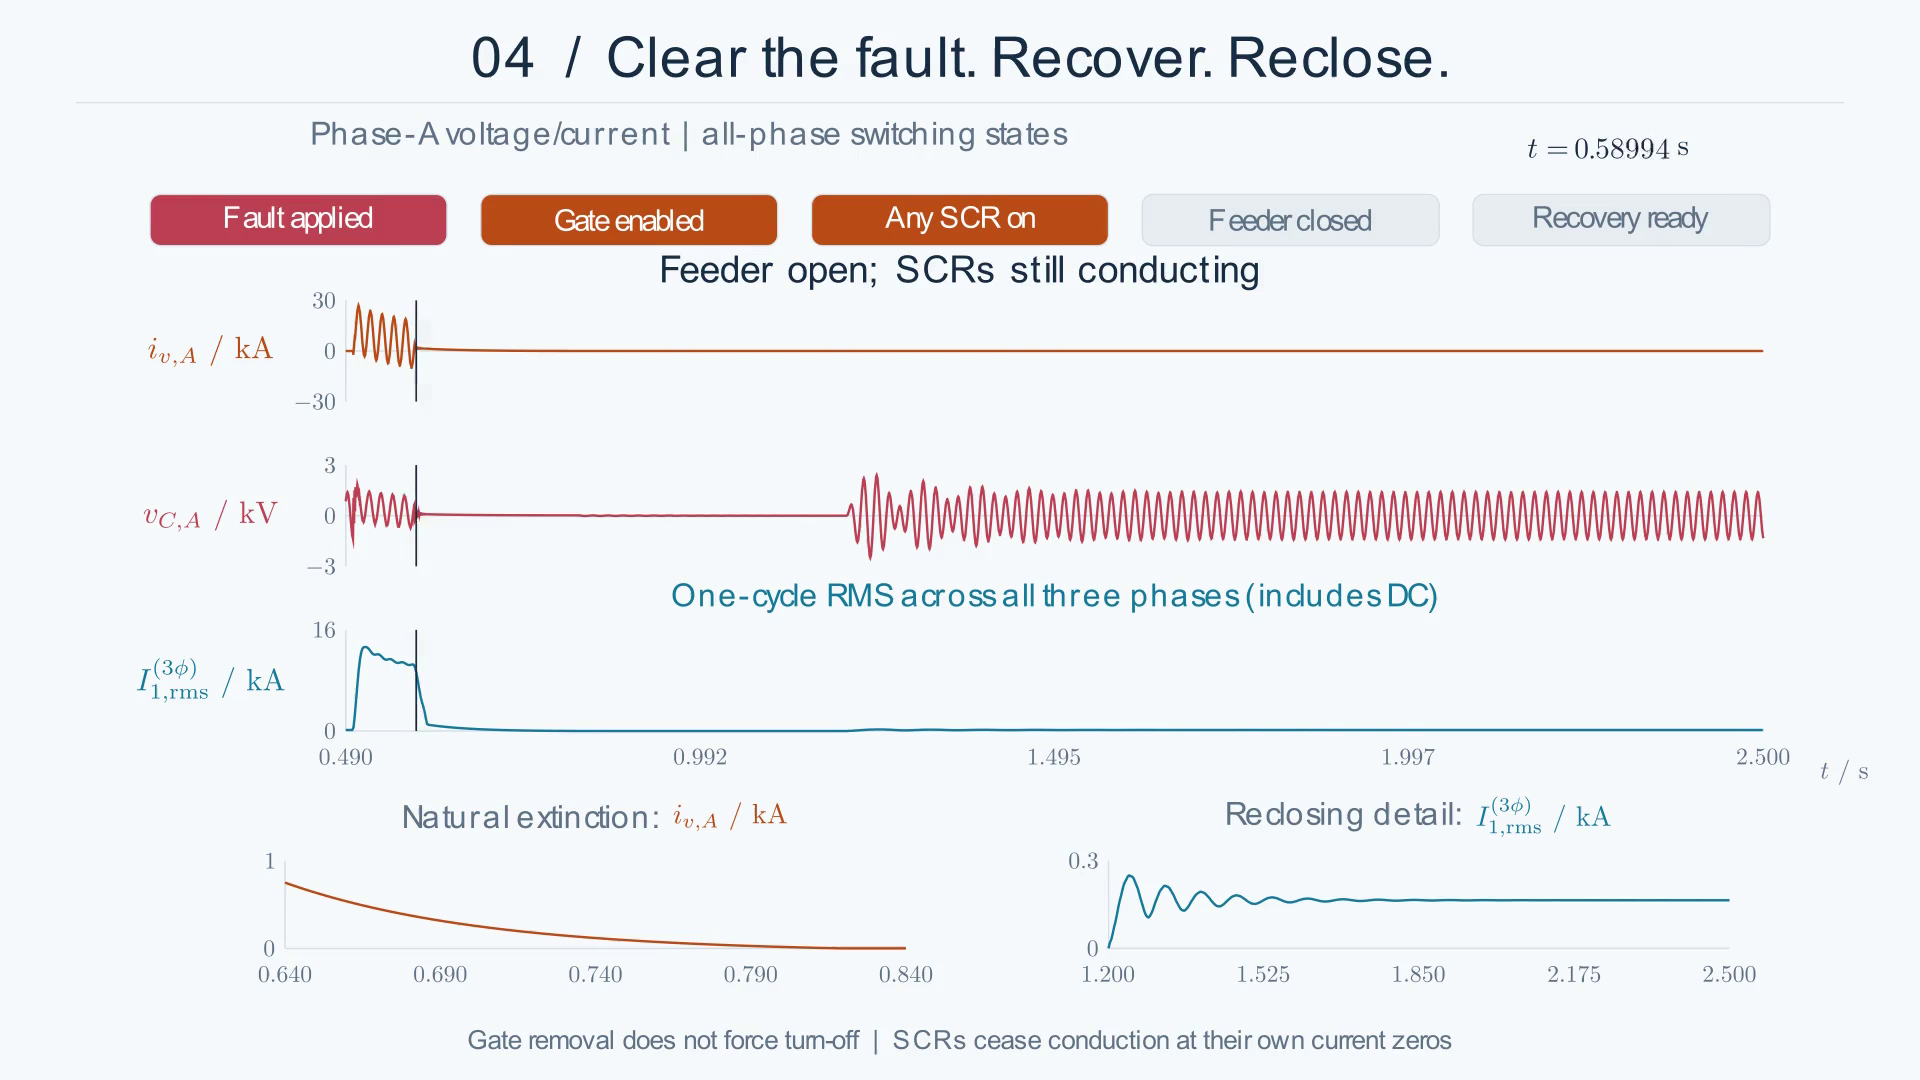 04 / Clear the fault. Recover. Reclose.
Phase-A voltage/current | all-phase switching states
t = 0.58994 s
Fault applied
Gate enabled
Any SCR on
Feeder closed
Recovery ready
Feeder open; SCRs still conducting
30
i_{v,A} / kA
0
−30
3
v_{C,A} / kV
0
−3
One-cycle RMS across all three phases (includes DC)
16
I_{1,rms}^{(3ϕ)} / kA
0
0.490 0.992 1.495 1.997 2.500
t / s
Natural extinction: i_{v,A} / kA
1
0
0.640 0.690 0.740 0.790 0.840
Reclosing detail: I_{1,rms}^{(3ϕ)} / kA
0.3
0
1.200 1.525 1.850 2.175 2.500
Gate removal does not force turn-off | SCRs cease conduction at their own current zeros